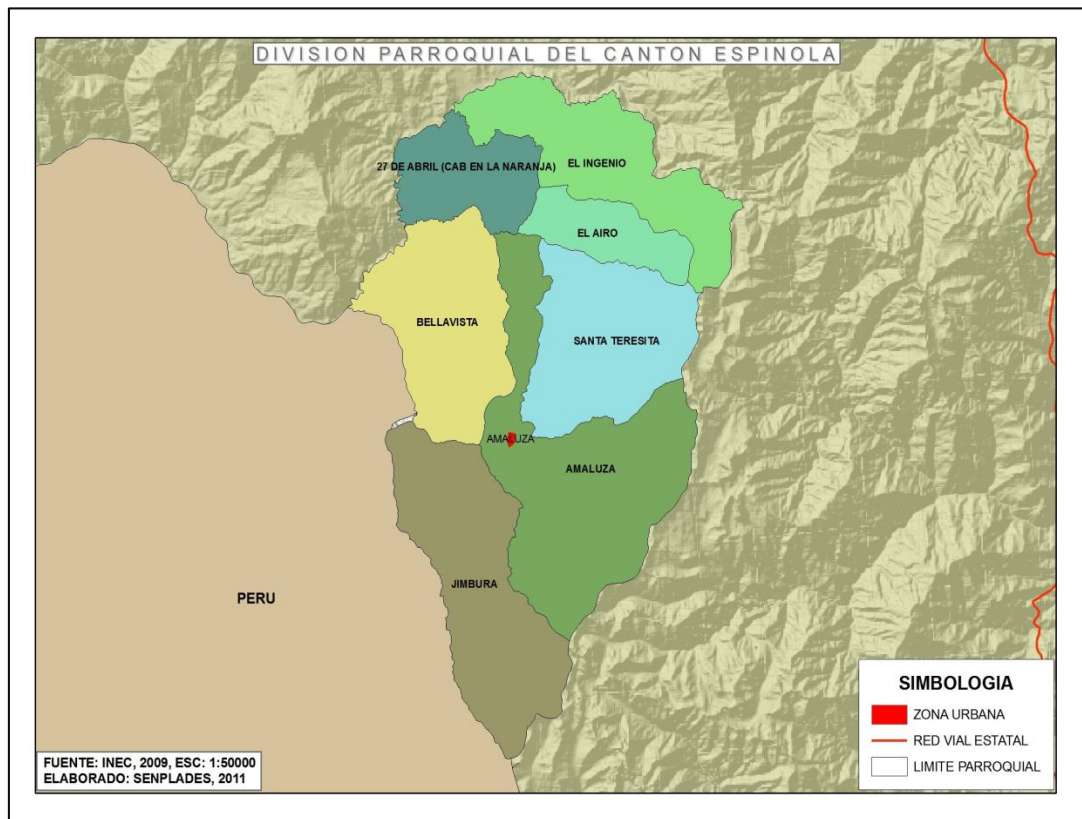 DIVISION PARROQUIAL DEL CANTON ESPINOLA
27 DE ABRIL (CAB EN LA NARANJA)
EL INGENIO
EL AIRO
BELLAVISTA
SANTA TERESITA
AMALUZA
AMALUZA
JIMBURA
PERU
SIMBOLOGIA
ZONA URBANA
RED VIAL ESTATAL
LIMITE PARROQUIAL
FUENTE: INEC, 2009, ESC: 1:50000
ELABORADO: SENPLADES, 2011